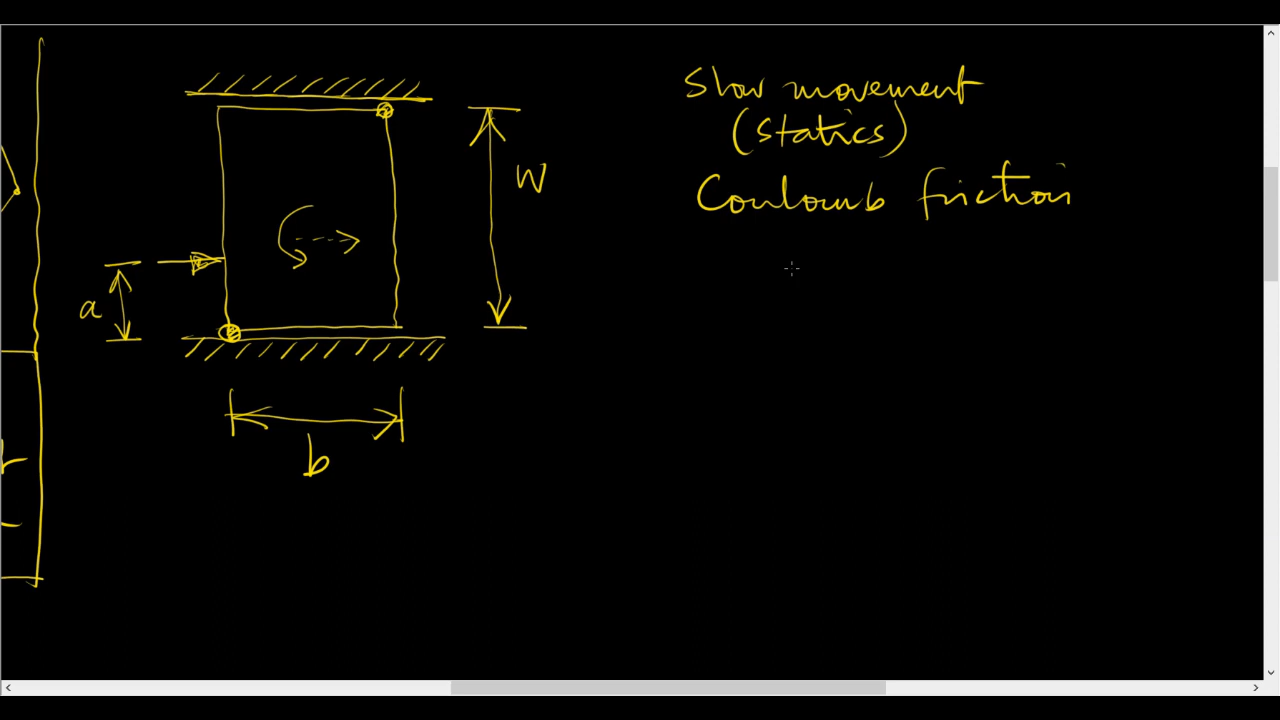 Slow movement
(statics)
Coulomb friction
W
a
b